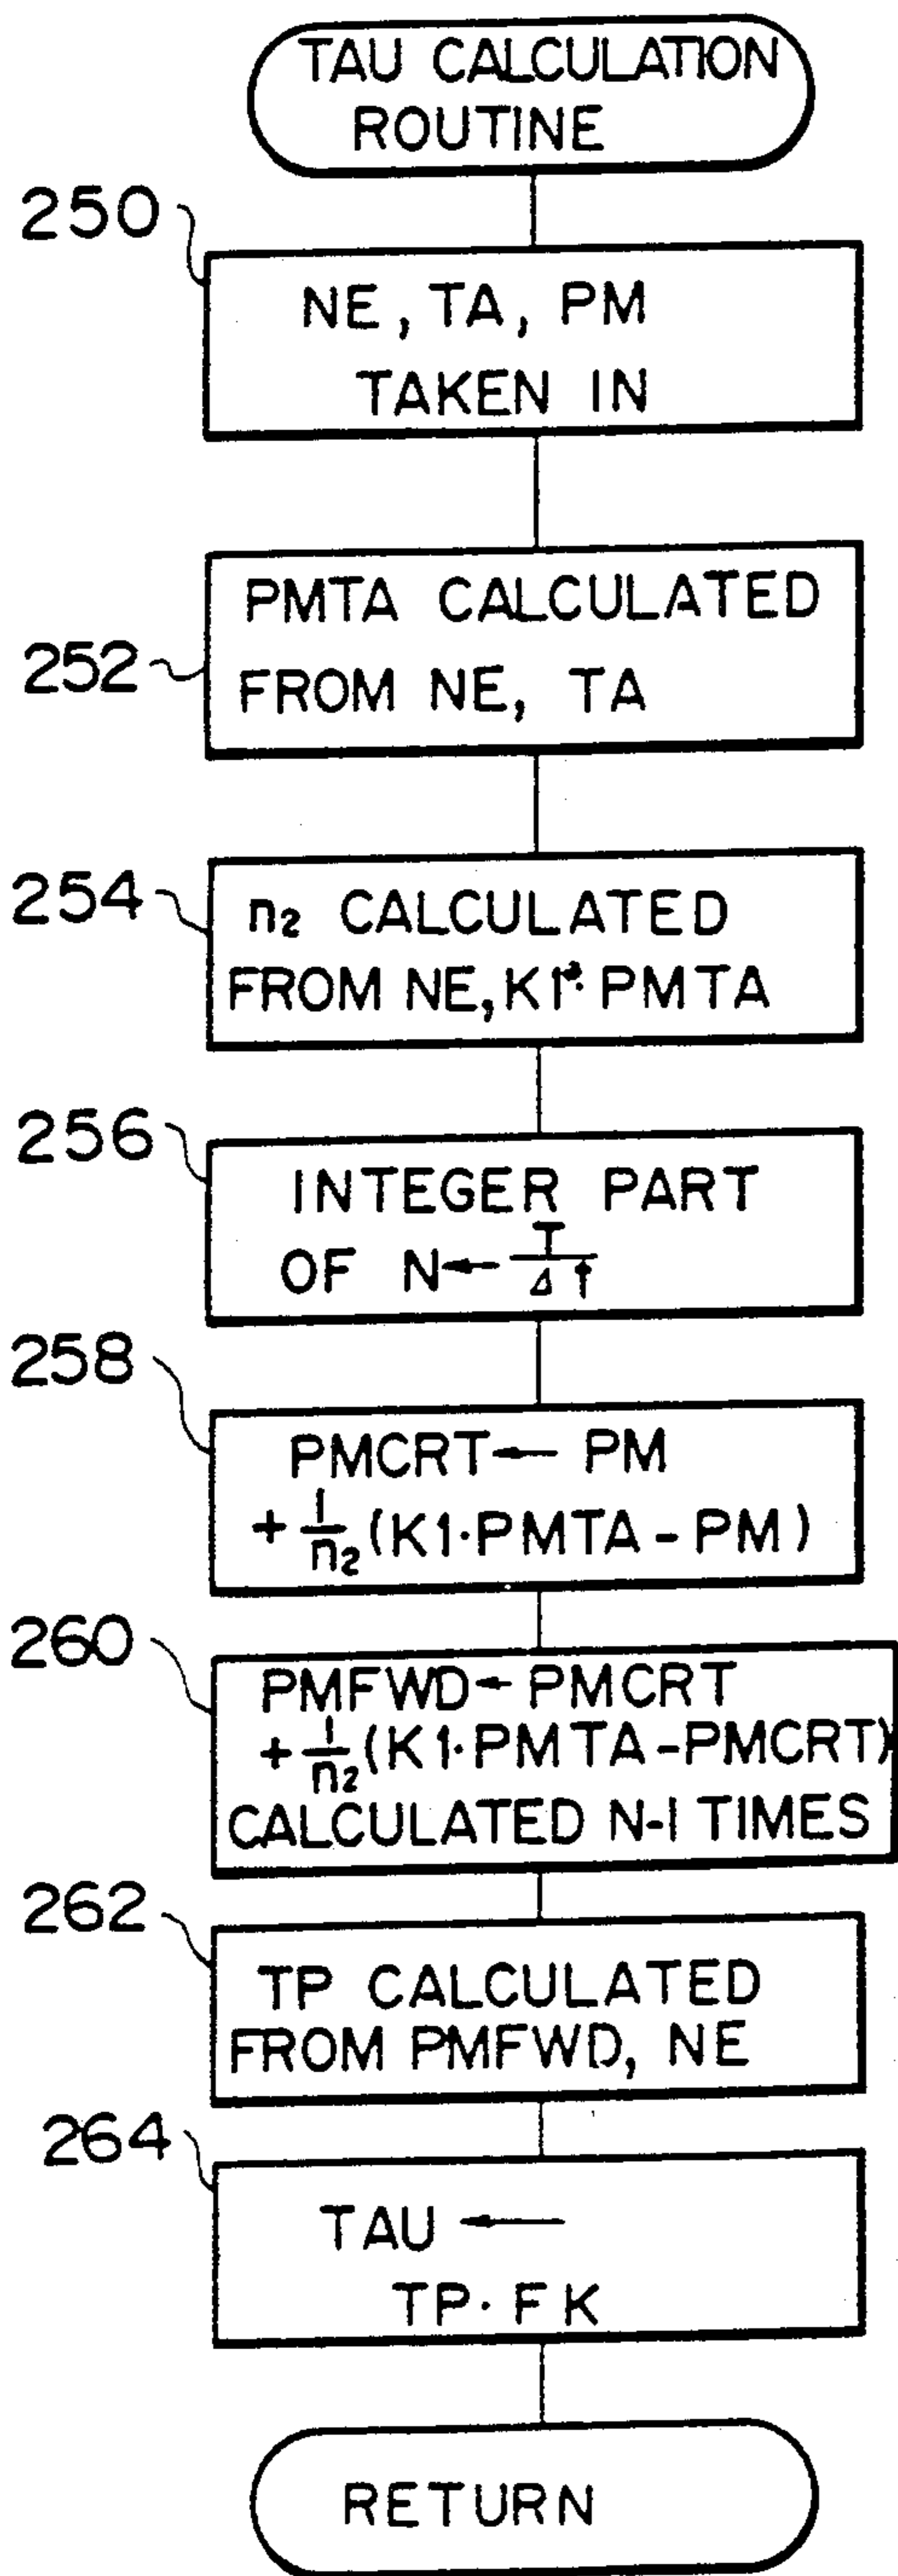 TAU CALCULATION
ROUTINE
250
NE, TA, PM
TAKEN IN
252
PMTA CALCULATED
FROM NE, TA
254
n₂ CALCULATED
FROM NE, K1·PMTA
256
INTEGER PART
OF N←T/Δt
258
PMCRT← PM
+ 1/n₂(K1·PMTA-PM)
260
PMFWD←PMCRT
+ 1/n₂(K1·PMTA-PMCRT)
CALCULATED N-1 TIMES
262
TP CALCULATED
FROM PMFWD, NE
264
TAU ←
TP·FK
RETURN